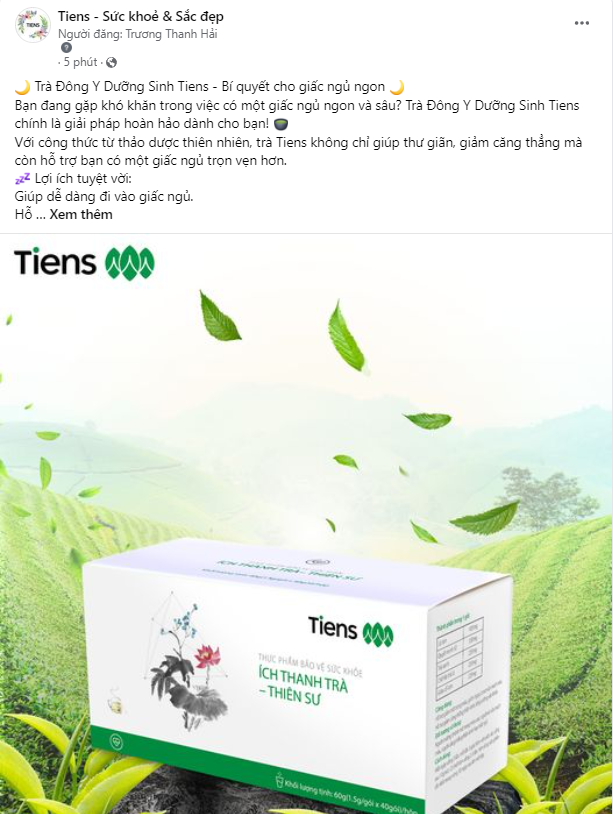 Tiens - Sức khoẻ & Sắc đẹp
Người đăng: Trương Thanh Hải
· 5 phút ·
🌙 Trà Đông Y Dưỡng Sinh Tiens - Bí quyết cho giấc ngủ ngon 🌙
Bạn đang gặp khó khăn trong việc có một giấc ngủ ngon và sâu? Trà Đông Y Dưỡng Sinh Tiens
chính là giải pháp hoàn hảo dành cho bạn! 🍵
Với công thức từ thảo dược thiên nhiên, trà Tiens không chỉ giúp thư giãn, giảm căng thẳng mà
còn hỗ trợ bạn có một giấc ngủ trọn vẹn hơn.
💤 Lợi ích tuyệt vời:
Giúp dễ dàng đi vào giấc ngủ.
Hỗ ... Xem thêm
Tiens
ÍCH THANH TRÀ – THIÊN SƯ
Tiens
THỰC PHẨM BẢO VỆ SỨC KHỎE
ÍCH THANH TRÀ
– THIÊN SƯ
Khối lượng tịnh: 60g(1.5g/gói x 40gói)/hộp